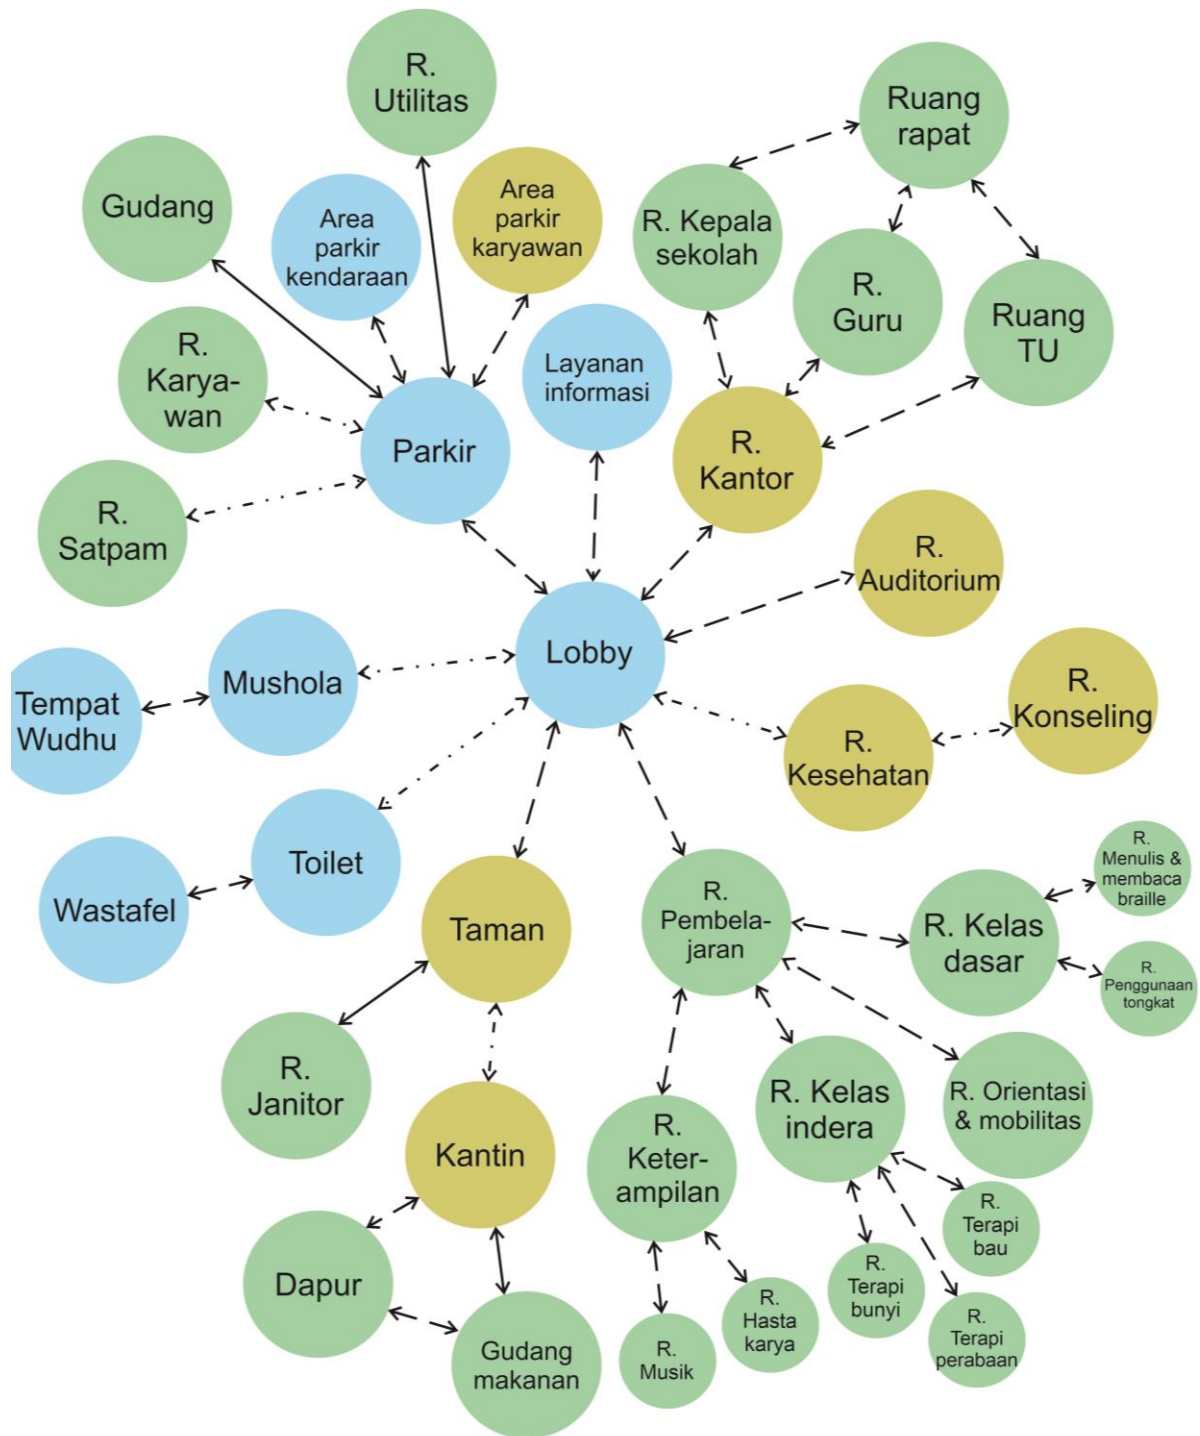 R.
Utilitas
Ruang
rapat
Gudang
Area
parkir
kendaraan
Area
parkir
karyawan
R. Kepala
sekolah
R.
Guru
Ruang
TU
R.
Karya-
wan
Layanan
informasi
Parkir
R.
Kantor
R.
Satpam
R.
Auditorium
Lobby
Mushola
Tempat
Wudhu
R.
Konseling
R.
Kesehatan
Toilet
Wastafel
Taman
R.
Pembela-
jaran
R. Kelas
dasar
R.
Menulis &
membaca
braille
R.
Penggunaan
tongkat
R.
Janitor
R. Kelas
indera
R. Orientasi
& mobilitas
Kantin
R.
Keter-
ampilan
R.
Terapi
bau
Dapur
Gudang
makanan
R.
Musik
R.
Hasta
karya
R.
Terapi
bunyi
R.
Terapi
perabaan